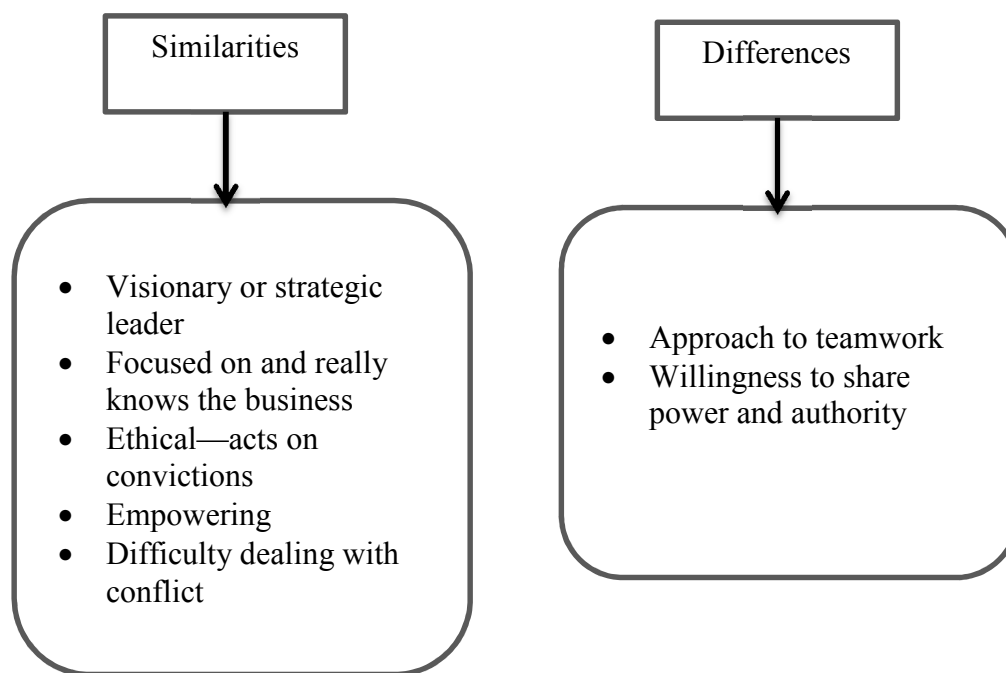 Similarities
• Visionary or strategic
leader
• Focused on and really
knows the business
• Ethical—acts on
convictions
• Empowering
• Difficulty dealing with
conflict
Differences
• Approach to teamwork
• Willingness to share
power and authority